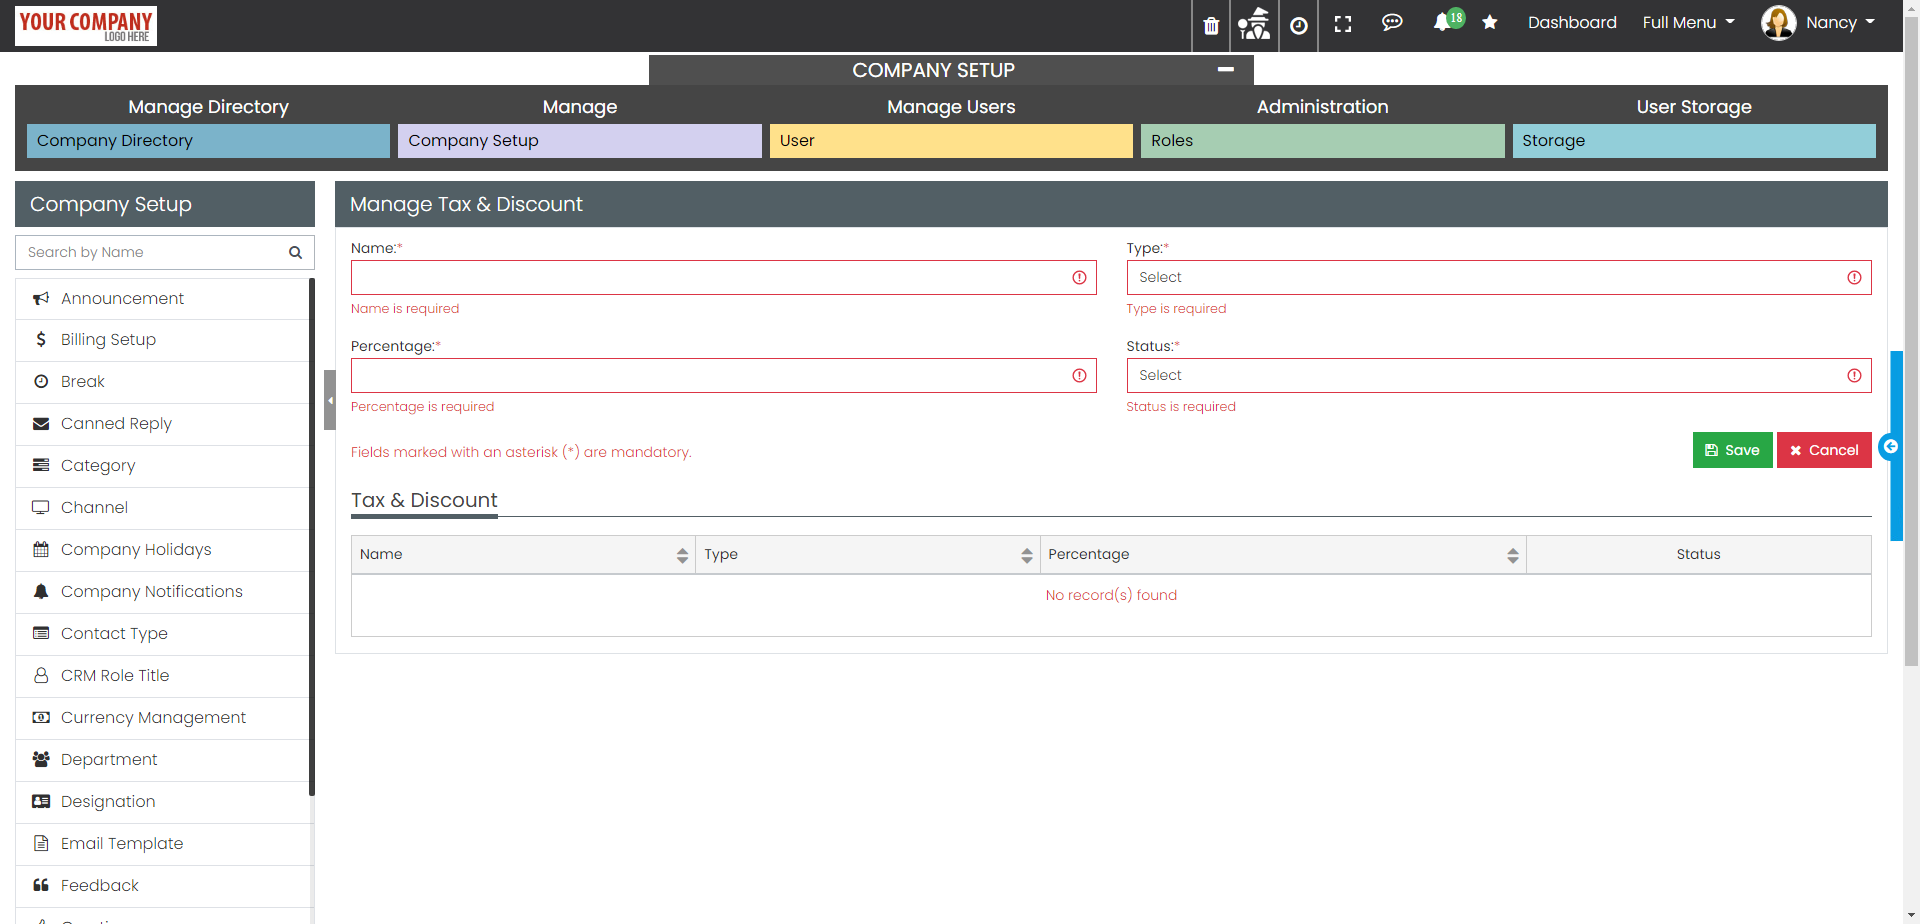 YOUR COMPANY
LOGO HERE
18
Dashboard
Full Menu
Nancy
COMPANY SETUP
Manage Directory
Manage
Manage Users
Administration
User Storage
Company Directory
Company Setup
User
Roles
Storage
Company Setup
Manage Tax & Discount
Search by Name
Announcement
Billing Setup
Break
Canned Reply
Category
Channel
Company Holidays
Company Notifications
Contact Type
CRM Role Title
Currency Management
Department
Designation
Email Template
Feedback
Name:*
Type:*
Select
Name is required
Type is required
Percentage:*
Status:*
Select
Percentage is required
Status is required
Fields marked with an asterisk (*) are mandatory.
Save
Cancel
Tax & Discount
Name
Type
Percentage
Status
No record(s) found